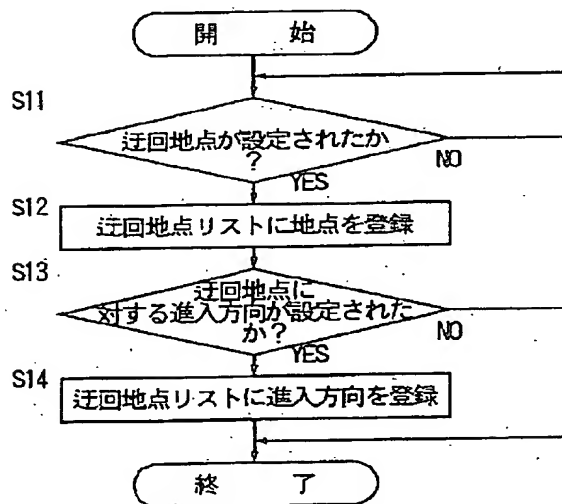 開 始
S11
迂回地点が設定されたか
?
NO
YES
S12
迂回地点リストに地点を登録
S13
迂回地点に
対する進入方向が設定された
か?
NO
YES
S14
迂回地点リストに進入方向を登録
終 了